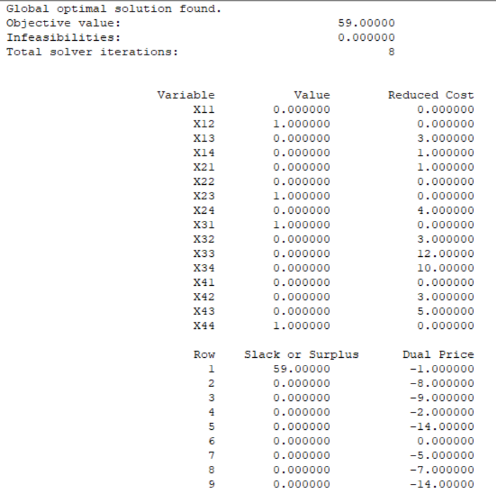 Global optimal solution found.
Objective value: 59.00000
Infeasibilities: 0.000000
Total solver iterations: 8
Variable Value Reduced Cost
X11 0.000000 0.000000
X12 1.000000 0.000000
X13 0.000000 3.000000
X14 0.000000 1.000000
X21 0.000000 1.000000
X22 0.000000 0.000000
X23 1.000000 0.000000
X24 0.000000 4.000000
X31 1.000000 0.000000
X32 0.000000 3.000000
X33 0.000000 12.00000
X34 0.000000 10.00000
X41 0.000000 0.000000
X42 0.000000 3.000000
X43 0.000000 5.000000
X44 1.000000 0.000000
Row Slack or Surplus Dual Price
1 59.00000 -1.000000
2 0.000000 -8.000000
3 0.000000 -9.000000
4 0.000000 -2.000000
5 0.000000 -14.00000
6 0.000000 0.000000
7 0.000000 -5.000000
8 0.000000 -7.000000
9 0.000000 -14.00000